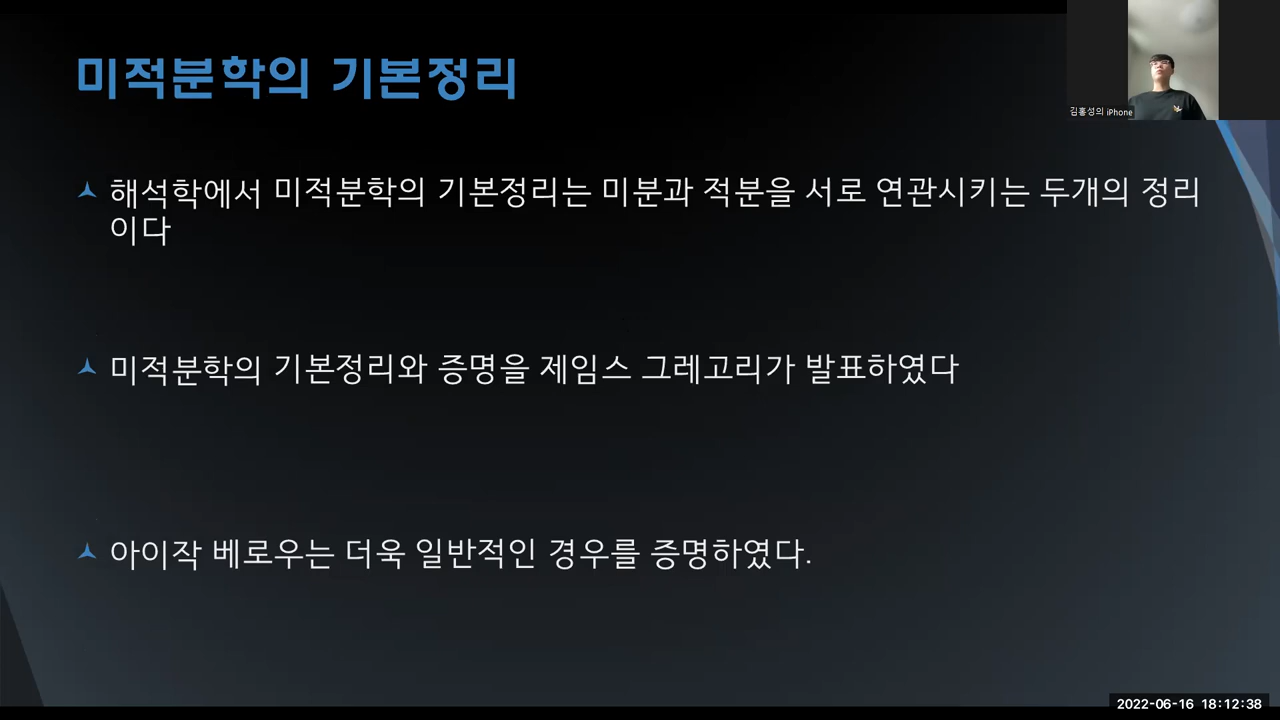 미적분학의 기본정리
김홍성의 iPhone
해석학에서 미적분학의 기본정리는 미분과 적분을 서로 연관시키는 두개의 정리
이다
미적분학의 기본정리와 증명을 제임스 그레고리가 발표하였다
아이작 베로우는 더욱 일반적인 경우를 증명하였다.
2022-06-16 18:12:38